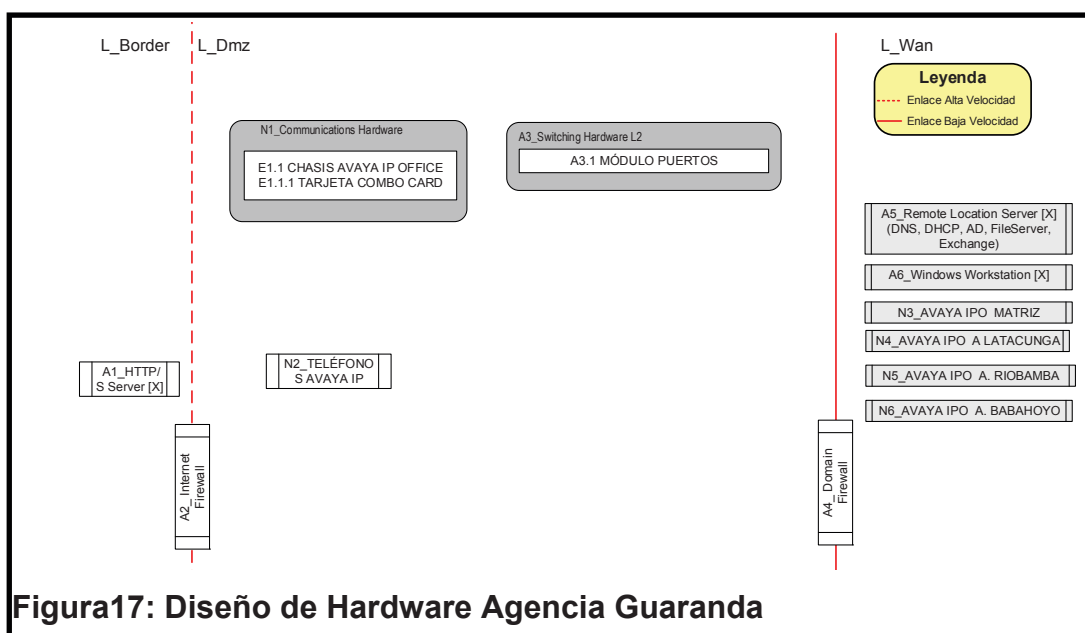 L_Border
L_Dmz
L_Wan
Leyenda
Enlace Alta Velocidad
Enlace Baja Velocidad
N1_Communications Hardware
E1.1 CHASIS AVAYA IP OFFICE
E1.1.1 TARJETA COMBO CARD
A3_Switching Hardware L2
A3.1 MÓDULO PUERTOS
A5_Remote Location Server [X]
(DNS, DHCP, AD, FileServer,
Exchange)
A6_Windows Workstation [X]
N3_AVAYA IPO MATRIZ
N4_AVAYA IPO A LATACUNGA
N5_AVAYA IPO A. RIOBAMBA
N6_AVAYA IPO A. BABAHOYO
A1_HTTP/
S Server [X]
N2_TELÉFONO
S AVAYA IP
A2_ Internet
Firewall
A4_ Domain
Firewall
Figura17: Diseño de Hardware Agencia Guaranda